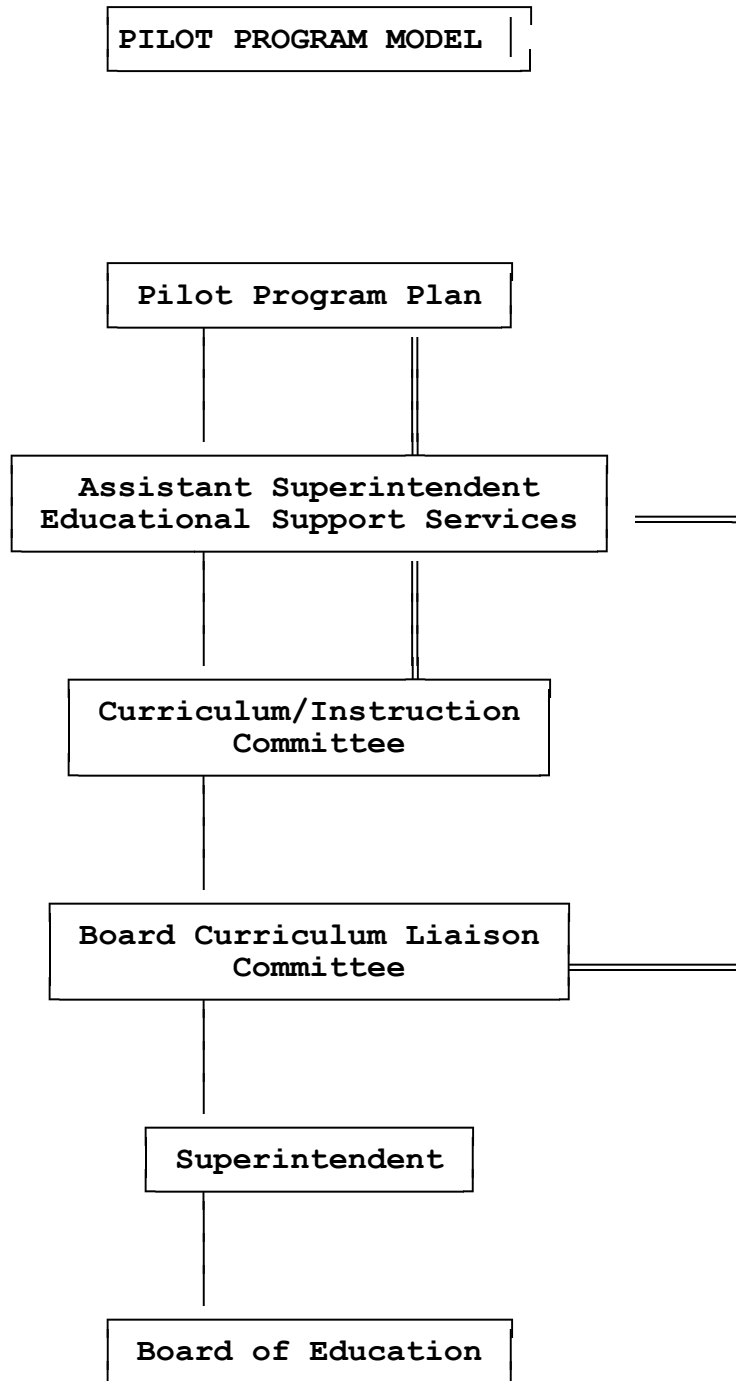 PILOT PROGRAM MODEL
Pilot Program Plan
Assistant Superintendent
Educational Support Services
Curriculum/Instruction
Committee
Board Curriculum Liaison
Committee
Superintendent
Board of Education